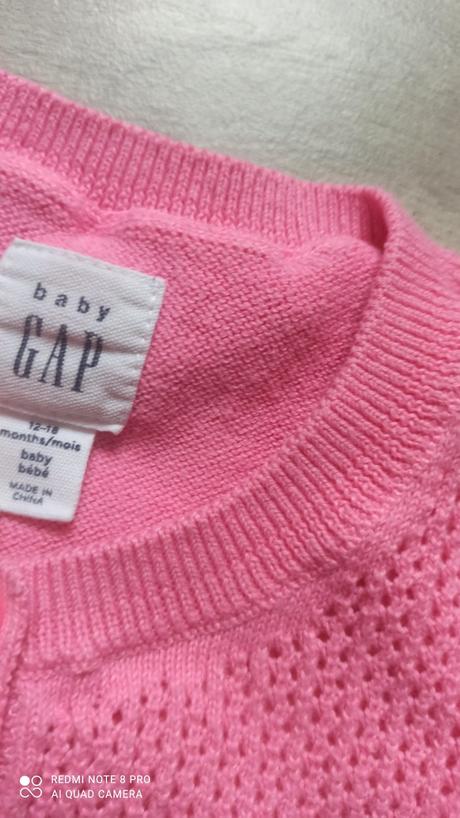 baby
GAP
12-18
months/mois
baby
bébé
MADE IN
CHINA
REDMI NOTE 8 PRO
AI QUAD CAMERA